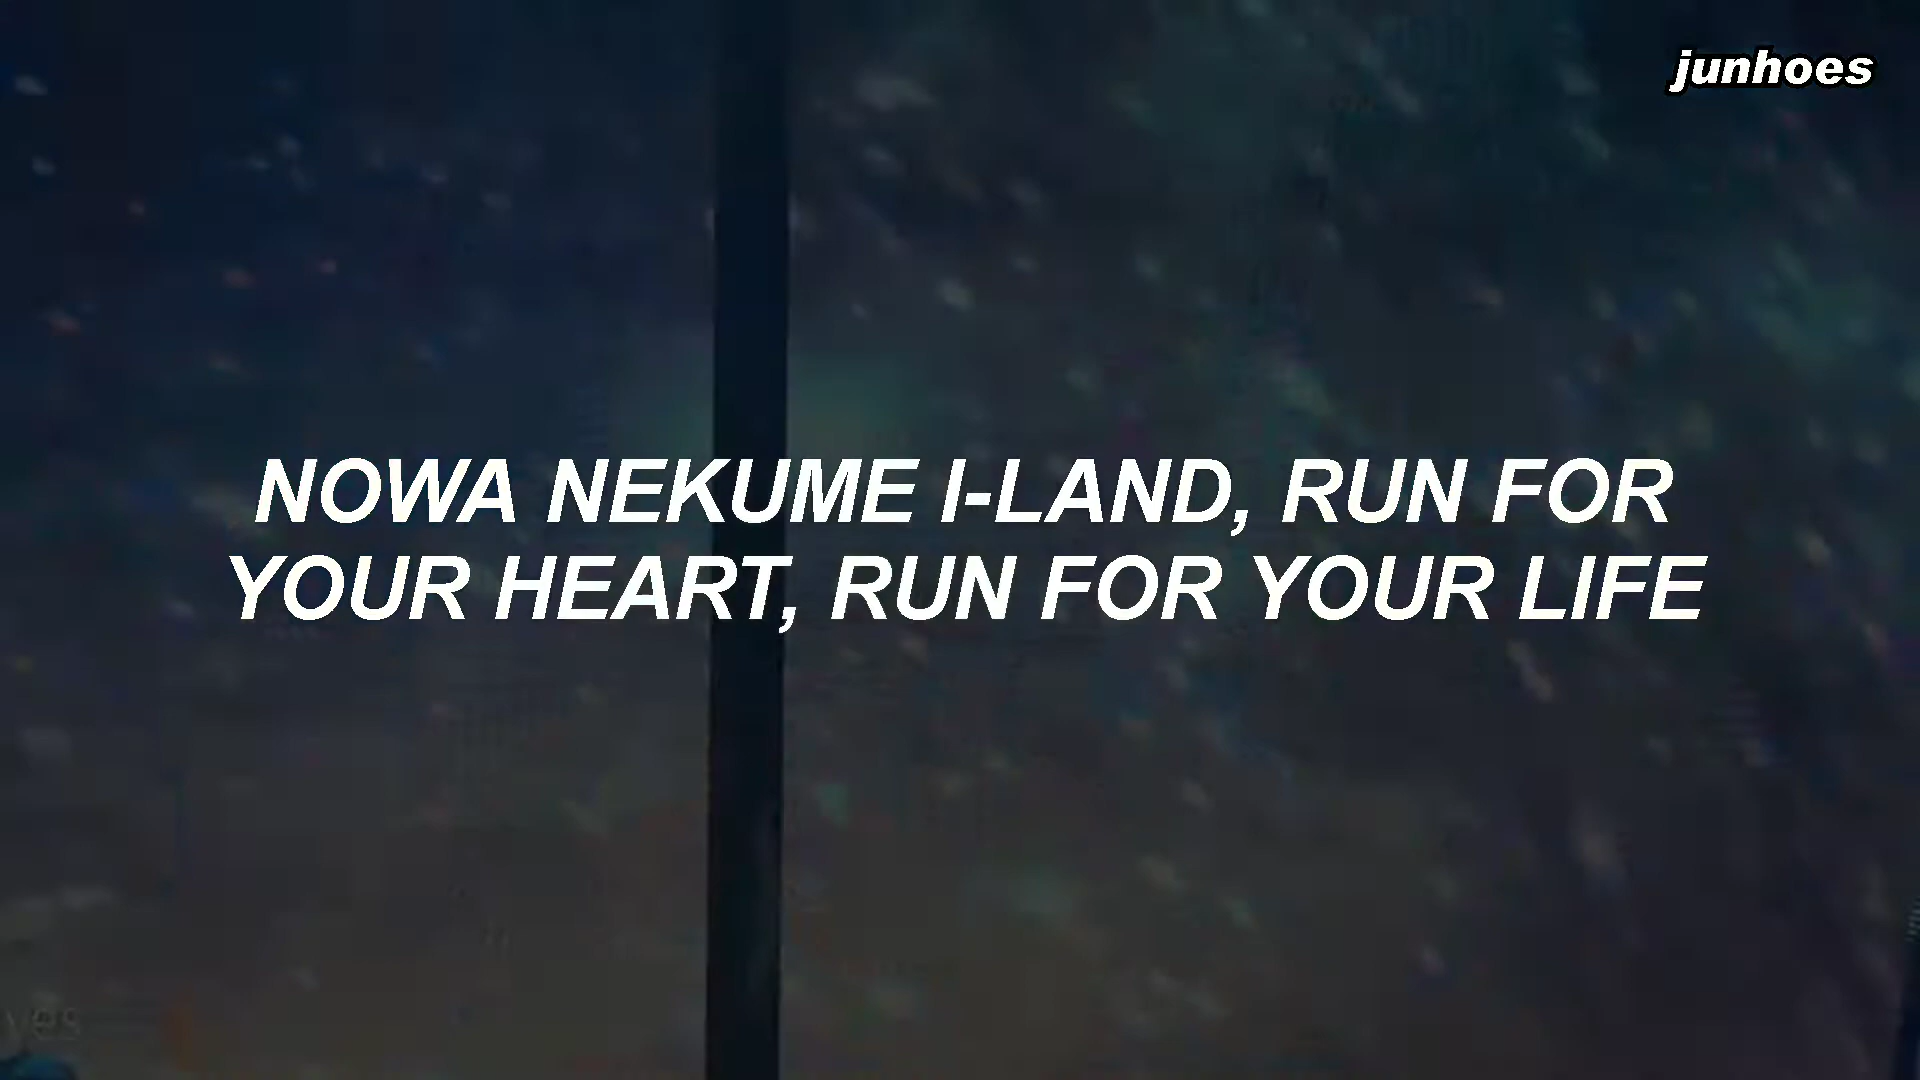 junhoes
NOWA NEKUME I-LAND, RUN FOR
YOUR HEART, RUN FOR YOUR LIFE